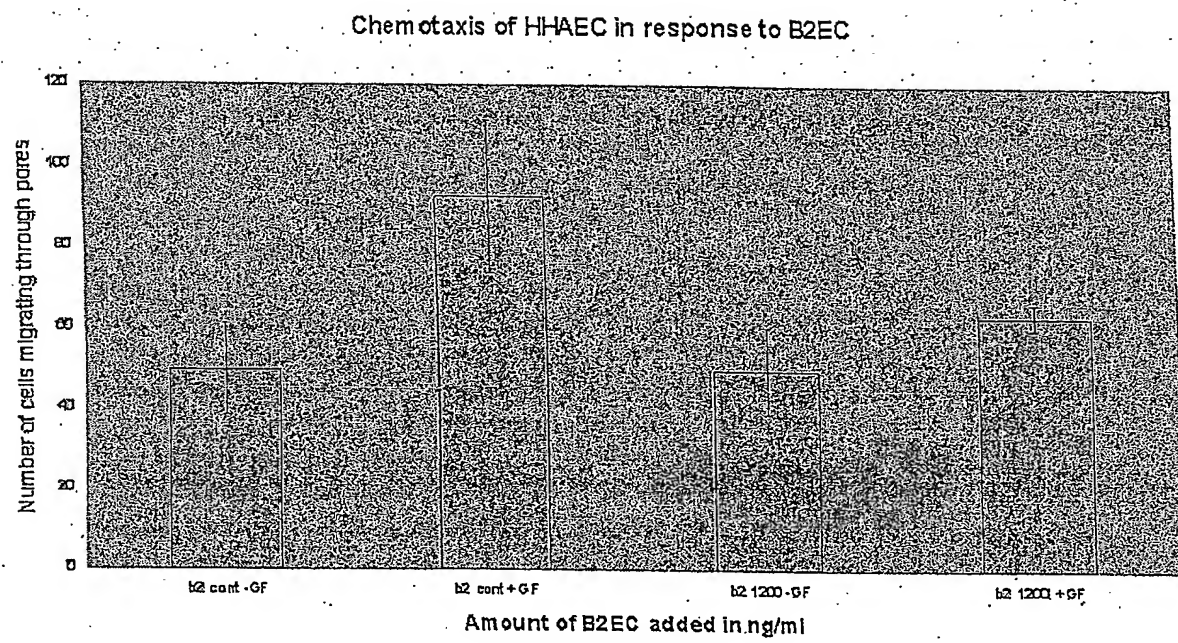 Chemotaxis of HHAEC in response to B2EC
Number of cells migrating through pores
120
100
80
60
40
20
0
b2 cont -GF
b2 cont + GF
b2 1200 -GF
b2 1200 + GF
Amount of B2EC added in ng/ml